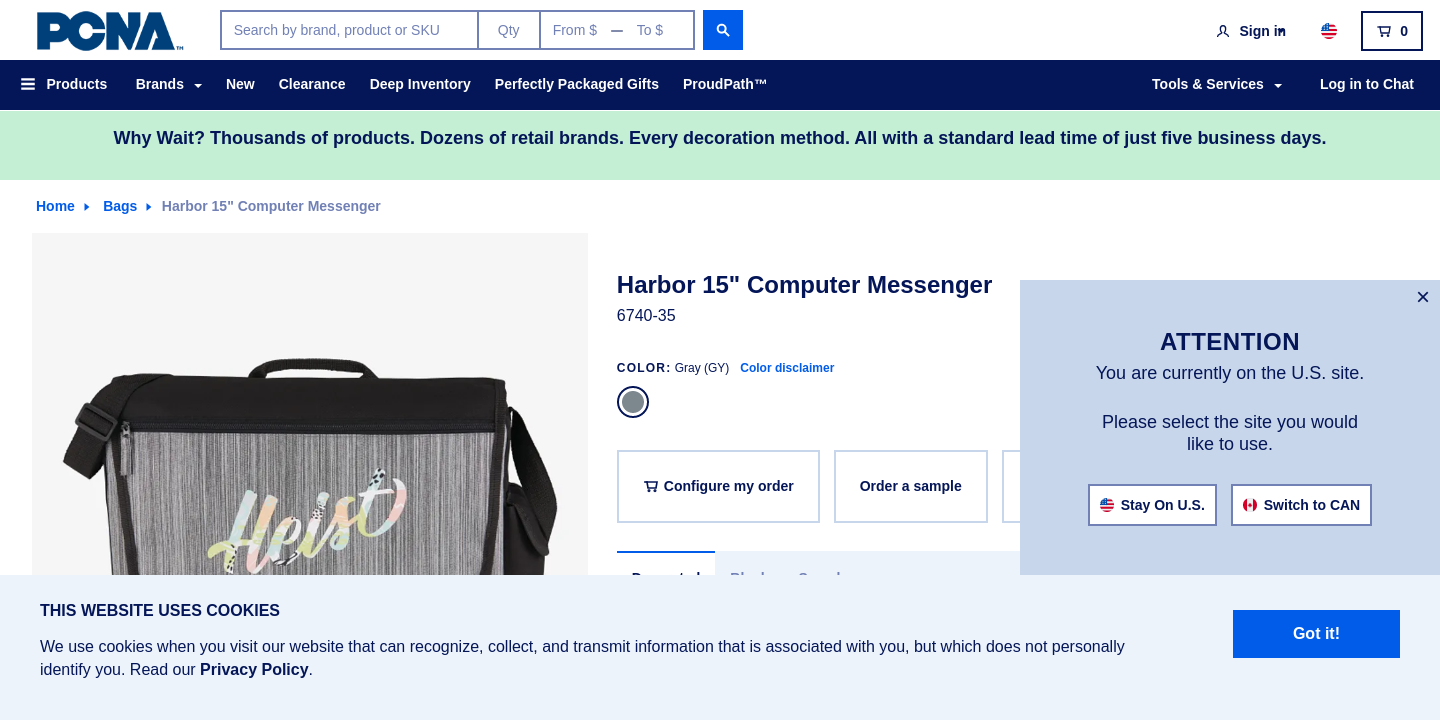 PCNA™
Search by brand, product or SKU
Qty
From $ — To $
Sign in
0
Products
Brands
New
Clearance
Deep Inventory
Perfectly Packaged Gifts
ProudPath™
Tools & Services
Log in to Chat
Why Wait? Thousands of products. Dozens of retail brands. Every decoration method. All with a standard lead time of just five business days.
Home
Bags
Harbor 15" Computer Messenger
Heist
Harbor 15" Computer Messenger
6740-35
COLOR: Gray (GY) Color disclaimer
Configure my order
Order a sample
×
ATTENTION
You are currently on the U.S. site.
Please select the site you would
like to use.
Stay On U.S.
Switch to CAN
THIS WEBSITE USES COOKIES
We use cookies when you visit our website that can recognize, collect, and transmit information that is associated with you, but which does not personally
identify you. Read our Privacy Policy.
Got it!